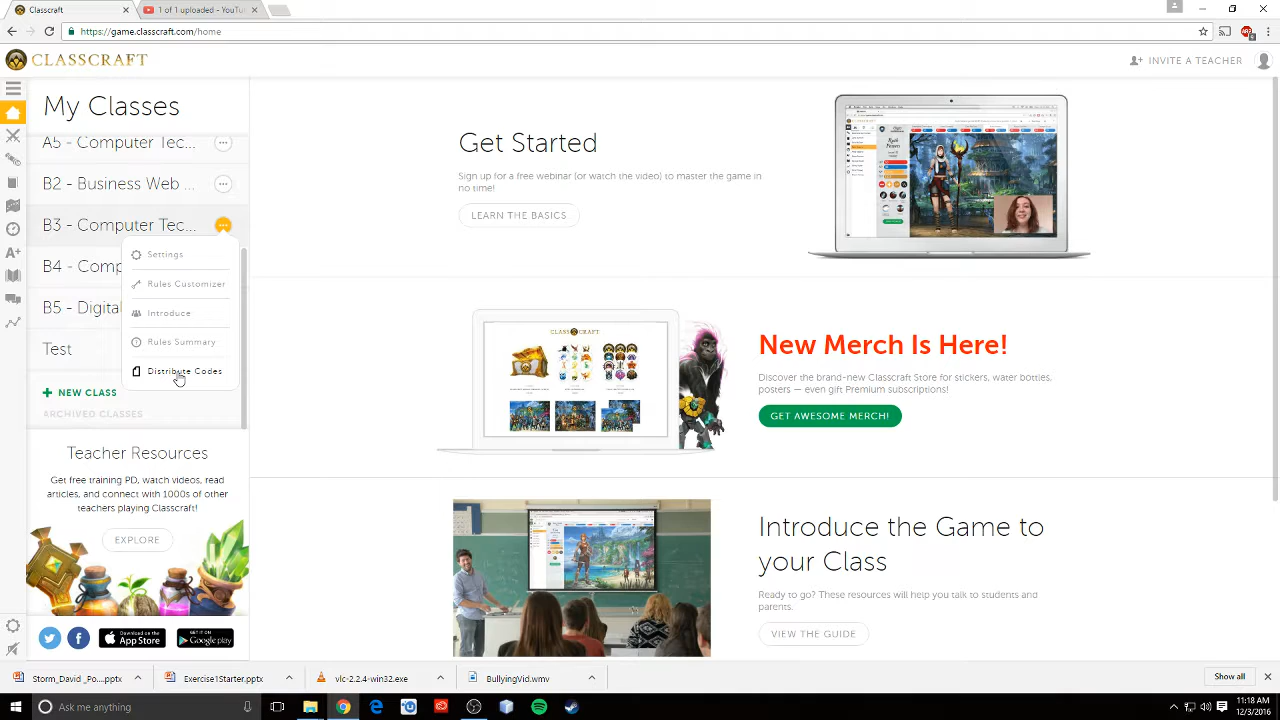 Classcraft
1 of 1 uploaded - YouTu
https://game.classcraft.com/home
CLASSCRAFT
INVITE A TEACHER
My Classes
A2 - Computer Tec...
B2 - Business Web ...
B3 - Computer Tec...
B4 - Comp
B5 - Digital
Test
Settings
Rules Customizer
Introduce
Rules Summary
Distribute Codes
NEW CLASS
ARCHIVED CLASSES
Teacher Resources
Get free training PD, watch videos, read
articles, and connect with 1000s of other
teachers playing Classcraft!
EXPLORE
Download on the
App Store
GET IT ON
Google play
Get Started
Sign up for a free webinar (or watch the video) to master the game in
no time!
LEARN THE BASICS
CLASSCRAFT
New Merch Is Here!
Discover the brand-new Classcraft Store for stickers, water bottles,
posters — even gift Premium subscriptions!
GET AWESOME MERCH!
Introduce the Game to
your Class
Ready to go? These resources will help you talk to students and
parents.
VIEW THE GUIDE
Storm_David _Fo....pptx
Exercise1Starter.pptx
vlc-2.2.4-win32.exe
BullyingVid.wmv
Show all
Ask me anything
11:18 AM
12/3/2016